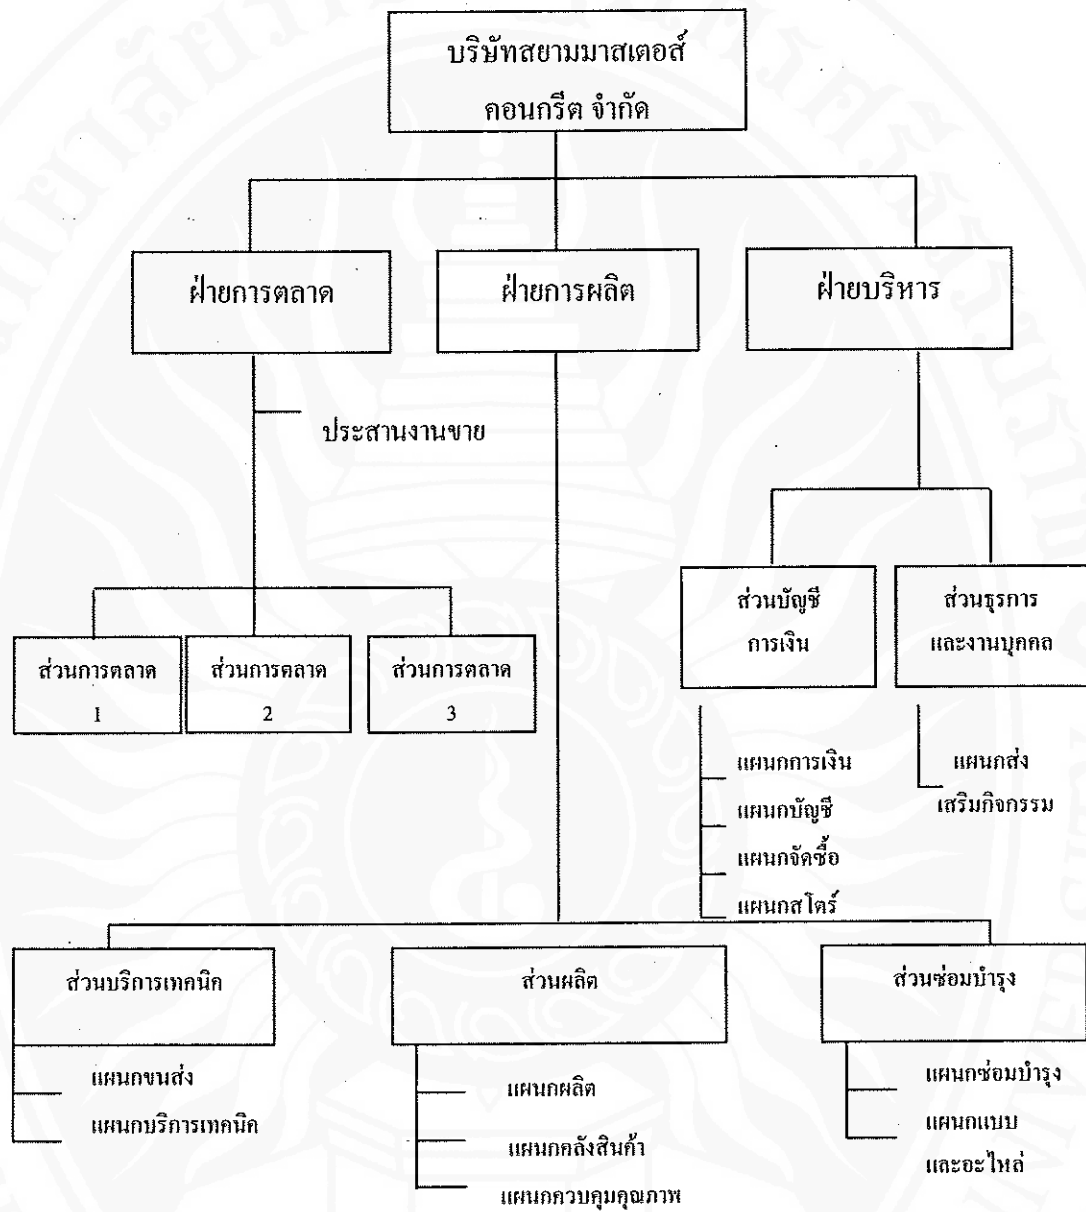 บริษัทสยามมาสเตอส์
คอนกรีต จำกัด
ฝ่ายการตลาด
ฝ่ายการผลิต
ฝ่ายบริหาร
ประสานงานขาย
ส่วนการตลาด
1
ส่วนการตลาด
2
ส่วนการตลาด
3
ส่วนบัญชี
การเงิน
ส่วนธุรการ
และงานบุคคล
แผนกการเงิน
แผนกบัญชี
แผนกจัดซื้อ
แผนกสโตร์
แผนกส่ง
เสริมกิจกรรม
ส่วนบริการเทคนิค
ส่วนผลิต
ส่วนซ่อมบำรุง
แผนกขนส่ง
แผนกบริการเทคนิค
แผนกผลิต
แผนกคลังสินค้า
แผนกควบคุมคุณภาพ
แผนกซ่อมบำรุง
แผนกแบบ
และอะไหล่